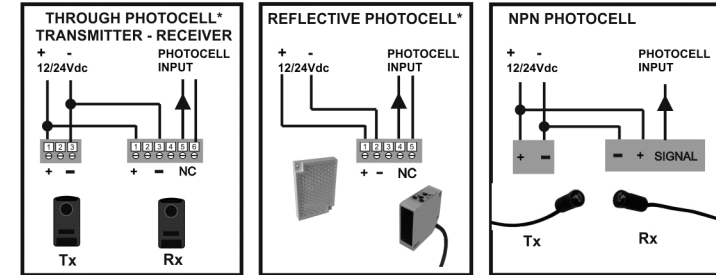 THROUGH PHOTOCELL*
TRANSMITTER - RECEIVER
+ -
12/24Vdc
PHOTOCELL
INPUT
1 2 3
1 2 3 4 5 6
+ -
+ - NC
Tx
Rx
REFLECTIVE PHOTOCELL*
+ -
12/24Vdc
PHOTOCELL
INPUT
1 2 3 4 5
+ - NC
NPN PHOTOCELL
+ -
12/24Vdc
PHOTOCELL
INPUT
+ -
- + SIGNAL
Tx
Rx